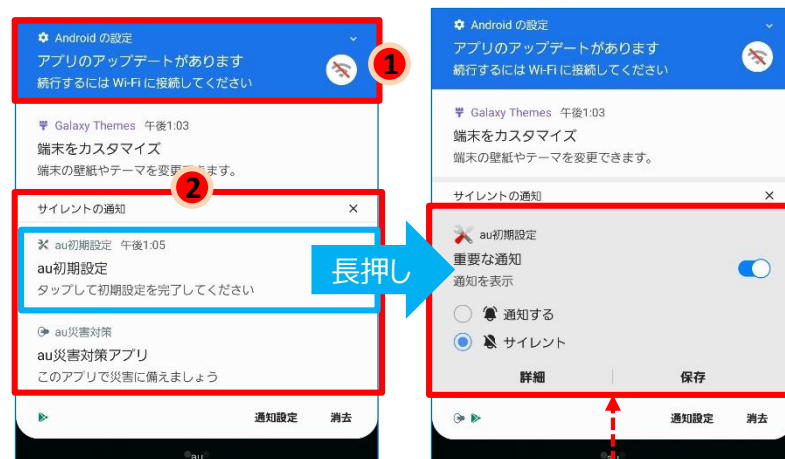 Android の設定
アプリのアップデートがあります
続行するには Wi-Fi に接続してください
1
Galaxy Themes 午後1:03
端末をカスタマイズ
端末の壁紙やテーマを変更できます。
2
サイレントの通知 ×
au初期設定 午後1:05
au初期設定
タップして初期設定を完了してください
au災害対策
au災害対策アプリ
このアプリで災害に備えましょう
通知設定 消去
au
長押し
Android の設定
アプリのアップデートがあります
続行するには Wi-Fi に接続してください
Galaxy Themes 午後1:03
端末をカスタマイズ
端末の壁紙やテーマを変更できます。
サイレントの通知 ×
au初期設定
重要な通知
通知を表示
通知する
サイレント
詳細 保存
通知設定 消去
au